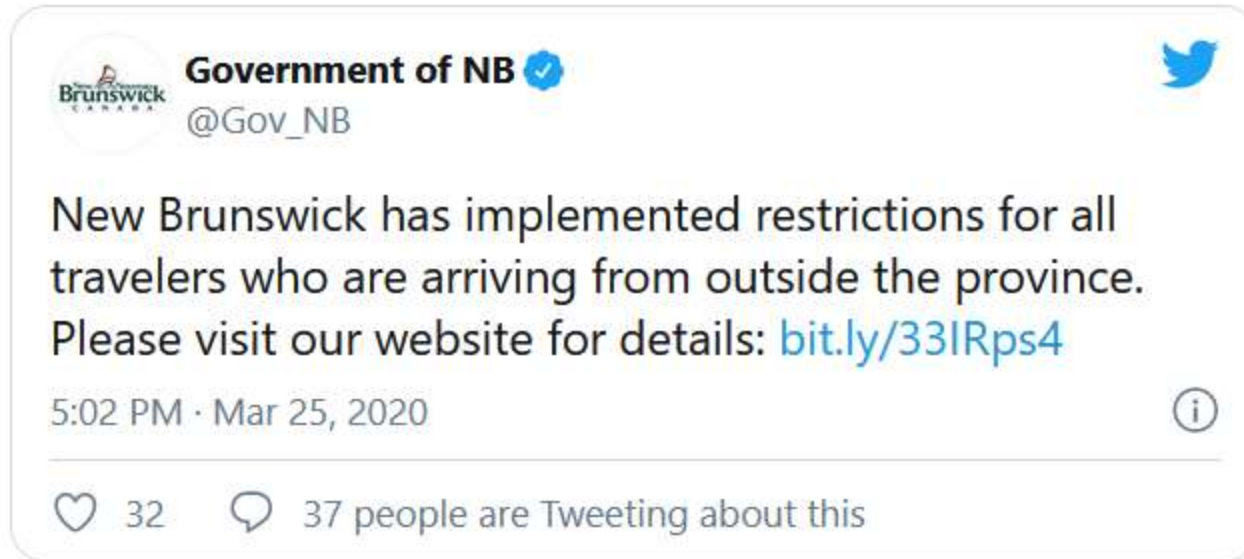 Brunswick
CANADA
Government of NB
@Gov_NB
New Brunswick has implemented restrictions for all
travelers who are arriving from outside the province.
Please visit our website for details: bit.ly/33IRps4
5:02 PM · Mar 25, 2020
32 37 people are Tweeting about this